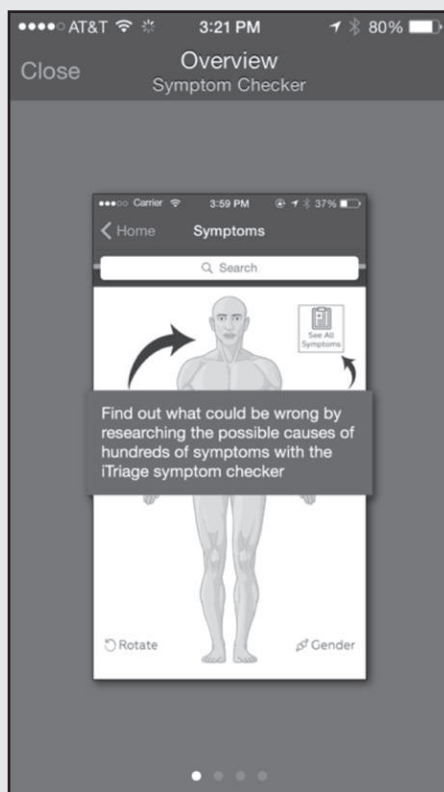 AT&T 3:21 PM 80%
Close Overview
Symptom Checker
Carrier 3:59 PM 37%
Home Symptoms
Search
See All
Symptoms
Find out what could be wrong by
researching the possible causes of
hundreds of symptoms with the
iTriage symptom checker
Rotate Gender